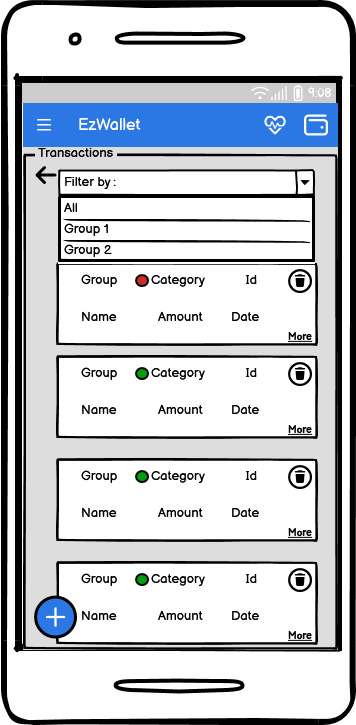 9:08
EzWallet
Transactions
Filter by:
All
Group 1
Group 2
Group Category Id
Name Amount Date
More
Group Category Id
Name Amount Date
More
Group Category Id
Name Amount Date
More
Group Category Id
Name Amount Date
More